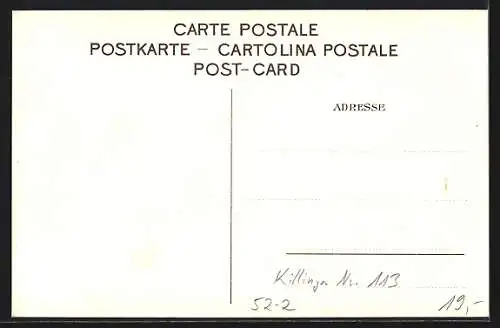 CARTE POSTALE
POSTKARTE – CARTOLINA POSTALE
POST-CARD
ADRESSE
Killinger Nr. 113
52-2
19,-